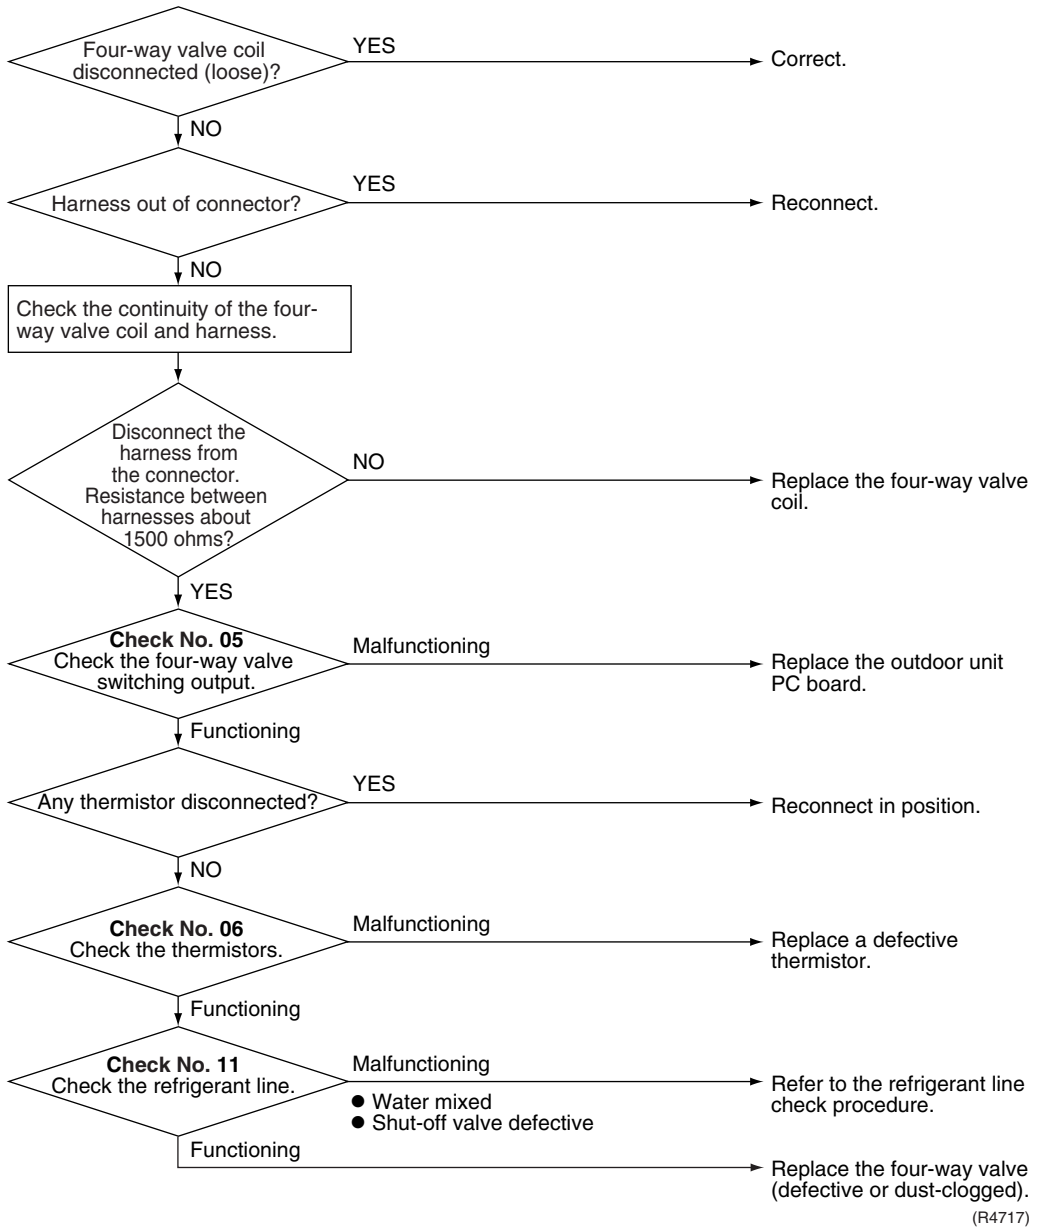 Four-way valve coil
disconnected (loose)?
YES
Correct.
NO
Harness out of connector?
YES
Reconnect.
NO
Check the continuity of the four-
way valve coil and harness.
Disconnect the
harness from
the connector.
Resistance between
harnesses about
1500 ohms?
NO
Replace the four-way valve
coil.
YES
Check No. 05
Check the four-way valve
switching output.
Malfunctioning
Replace the outdoor unit
PC board.
Functioning
Any thermistor disconnected?
YES
Reconnect in position.
NO
Check No. 06
Check the thermistors.
Malfunctioning
Replace a defective
thermistor.
Functioning
Check No. 11
Check the refrigerant line.
Malfunctioning
● Water mixed
● Shut-off valve defective
Refer to the refrigerant line
check procedure.
Functioning
Replace the four-way valve
(defective or dust-clogged).
(R4717)